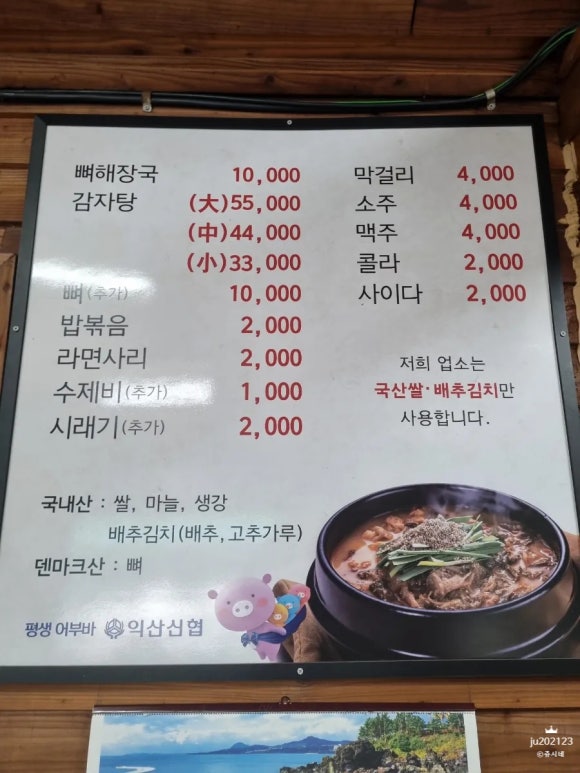 뼈해장국 10,000
감자탕 (大)55,000
(中)44,000
(小)33,000
뼈(추가) 10,000
밥볶음 2,000
라면사리 2,000
수제비(추가) 1,000
시래기(추가) 2,000
막걸리 4,000
소주 4,000
맥주 4,000
콜라 2,000
사이다 2,000
저희 업소는
국산쌀·배추김치만
사용합니다.
국내산 : 쌀, 마늘, 생강
배추김치(배추,고추가루)
덴마크산 : 뼈
평생 어부바 익산신협
ju202123
©쥬시네